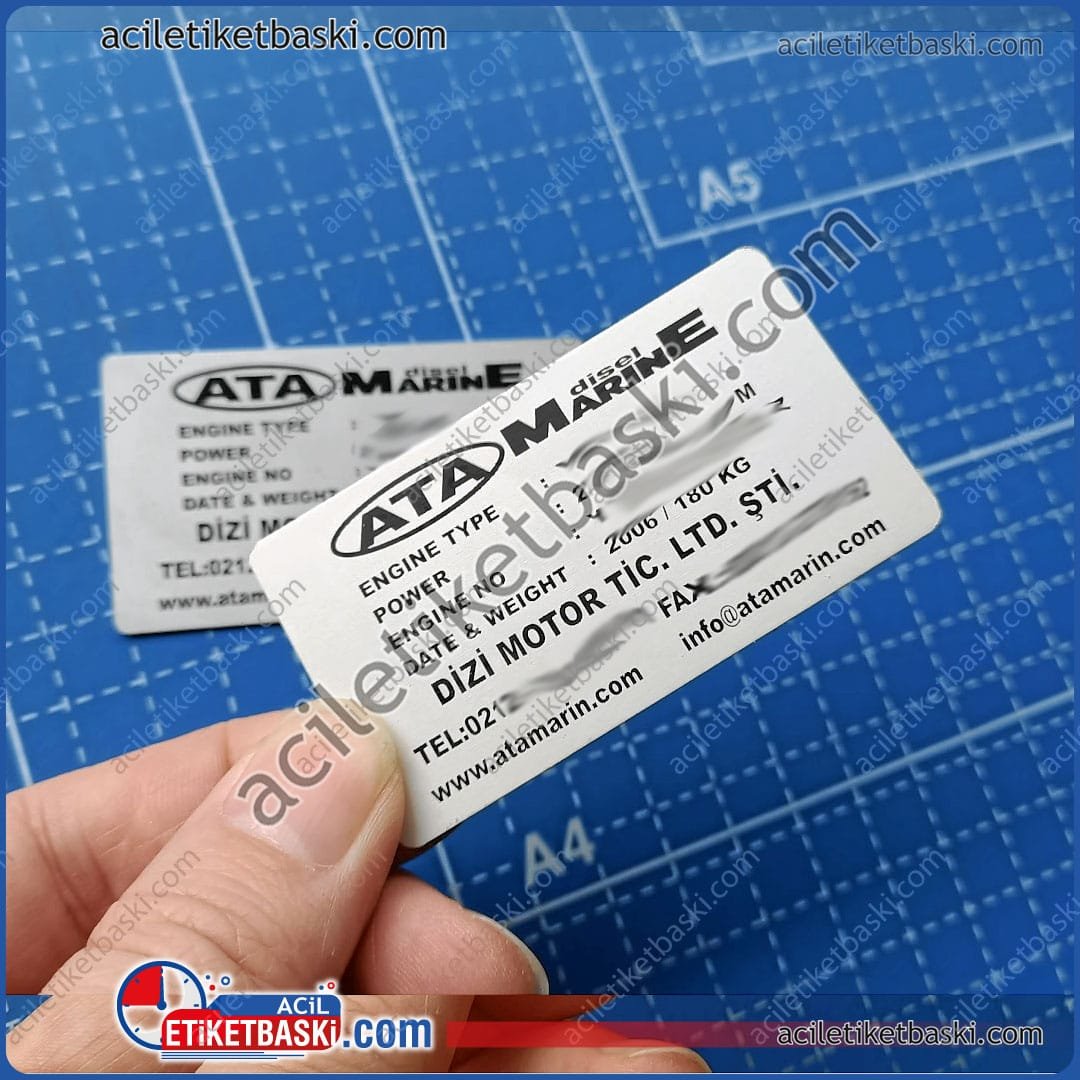 aciletiketbaski.com
aciletiketbaski.com
A5
ATA disel MARINE
ENGINE TYPE :
POWER
ENGINE NO
DATE & WEIGHT
DİZİ
TEL:021
www.atam
ATA disel MARINE
ENGINE TYPE : M
POWER : 2
ENGINE NO :
DATE & WEIGHT : 2006 / 180 KG
DİZİ MOTOR TİC. LTD. ŞTİ.
TEL:021 FAX
www.atamarin.com info@atamarin.com
aciletiketbaski.com
A4
ACİL
ETİKETBASKİ.com
aciletiketbaski.com